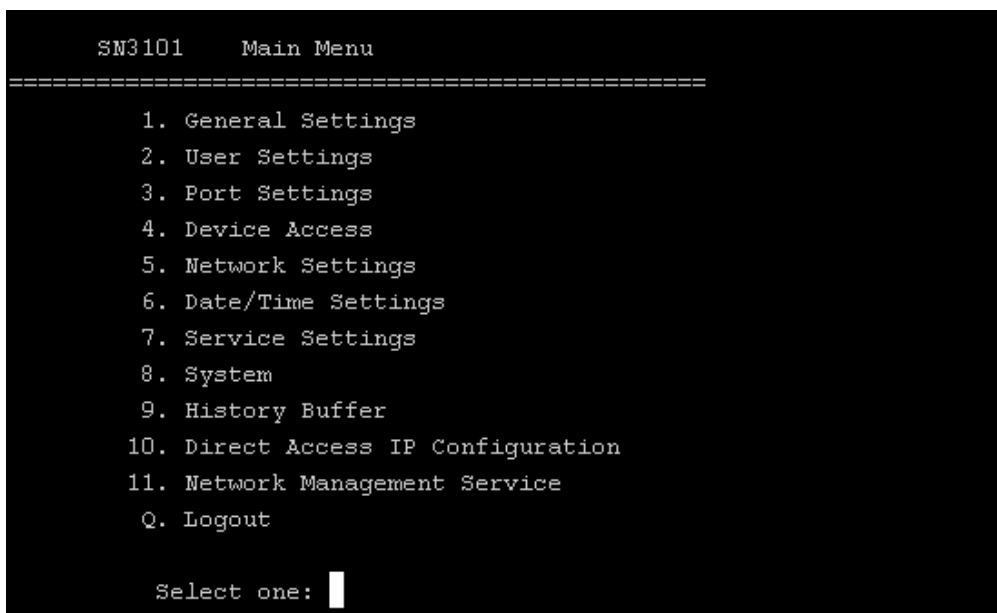 SN3101 Main Menu
================================================
1. General Settings
2. User Settings
3. Port Settings
4. Device Access
5. Network Settings
6. Date/Time Settings
7. Service Settings
8. System
9. History Buffer
10. Direct Access IP Configuration
11. Network Management Service
Q. Logout
Select one: